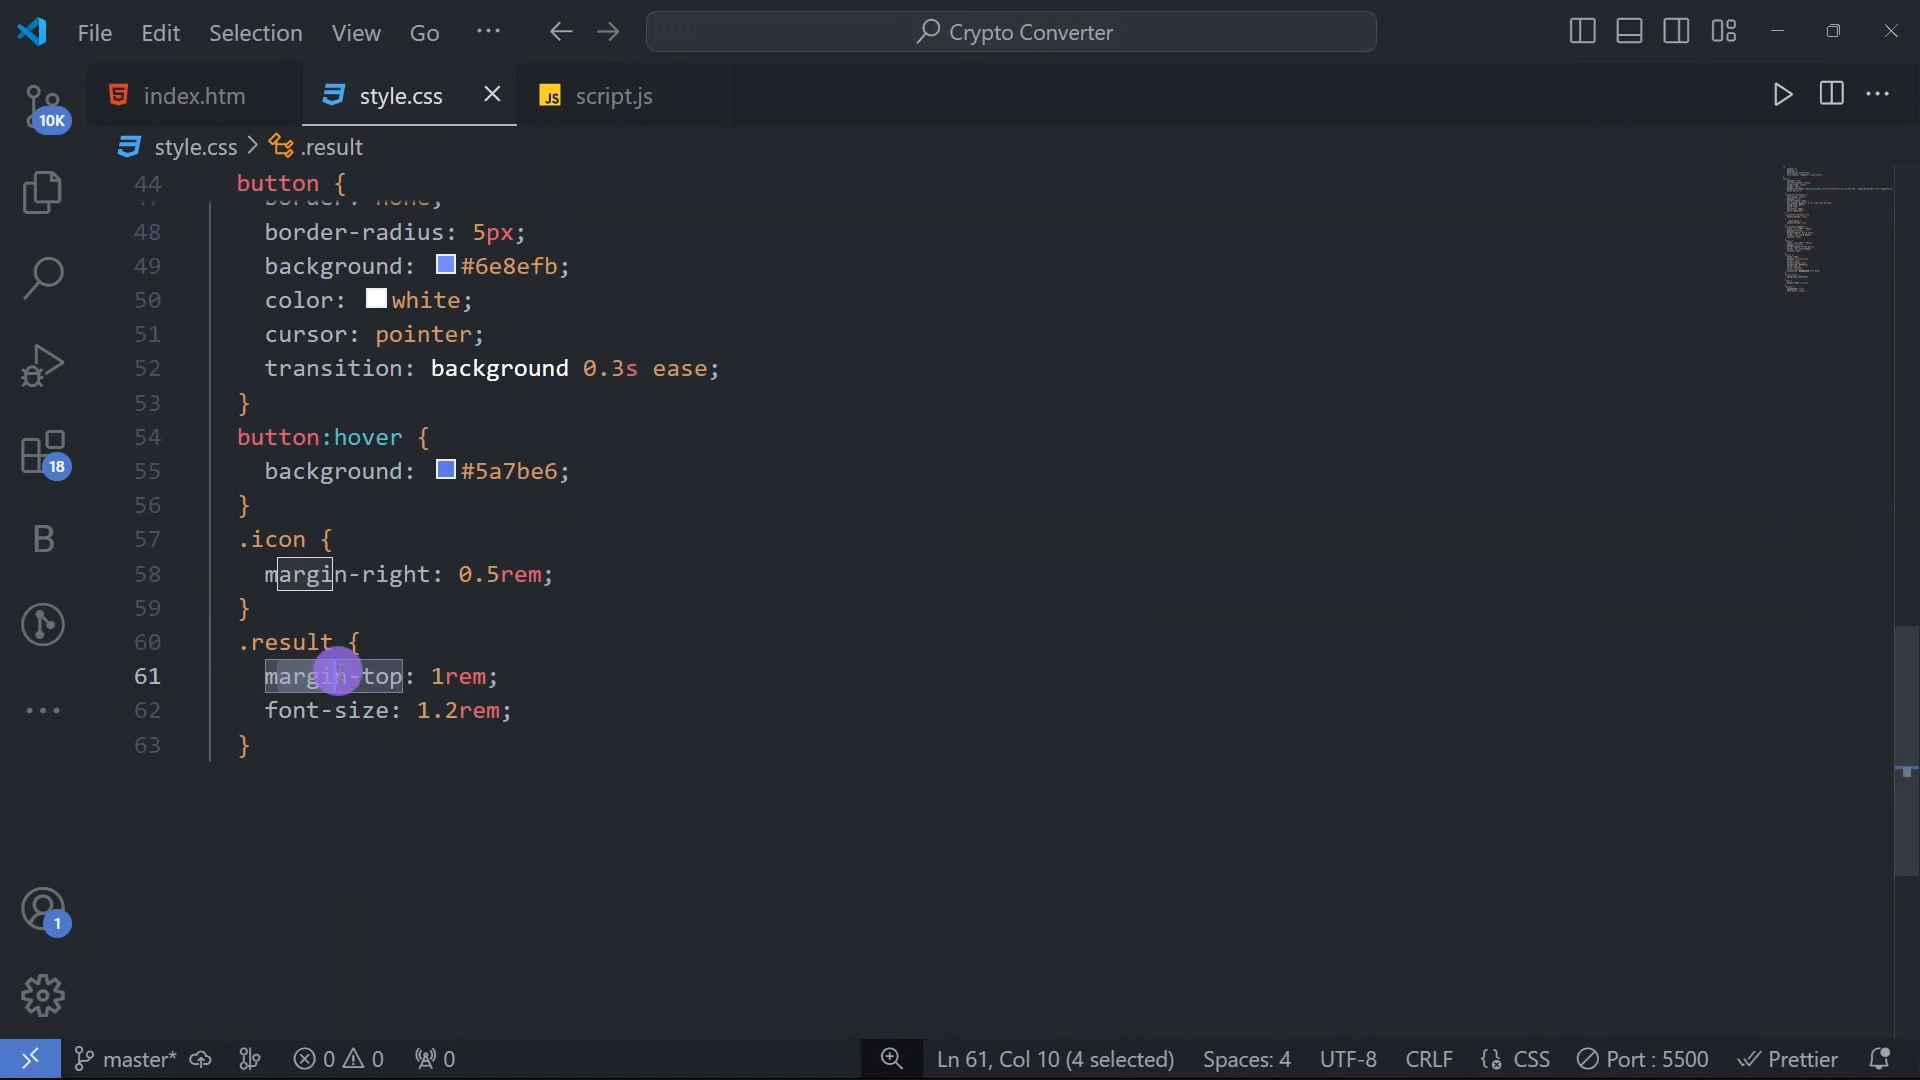 File Edit Selection View Go ··· Crypto Converter
10K
index.htm style.css script.js
style.css > .result
44 button {
47 border: none;
48 border-radius: 5px;
49 background: #6e8efb;
50 color: white;
51 cursor: pointer;
52 transition: background 0.3s ease;
53 }
54 button:hover {
55 background: #5a7be6;
56 }
57 .icon {
58 margin-right: 0.5rem;
59 }
60 .result {
61 margin-top: 1rem;
62 font-size: 1.2rem;
63 }
18
B
1
master* 0 0 0 Ln 61, Col 10 (4 selected) Spaces: 4 UTF-8 CRLF CSS Port : 5500 Prettier